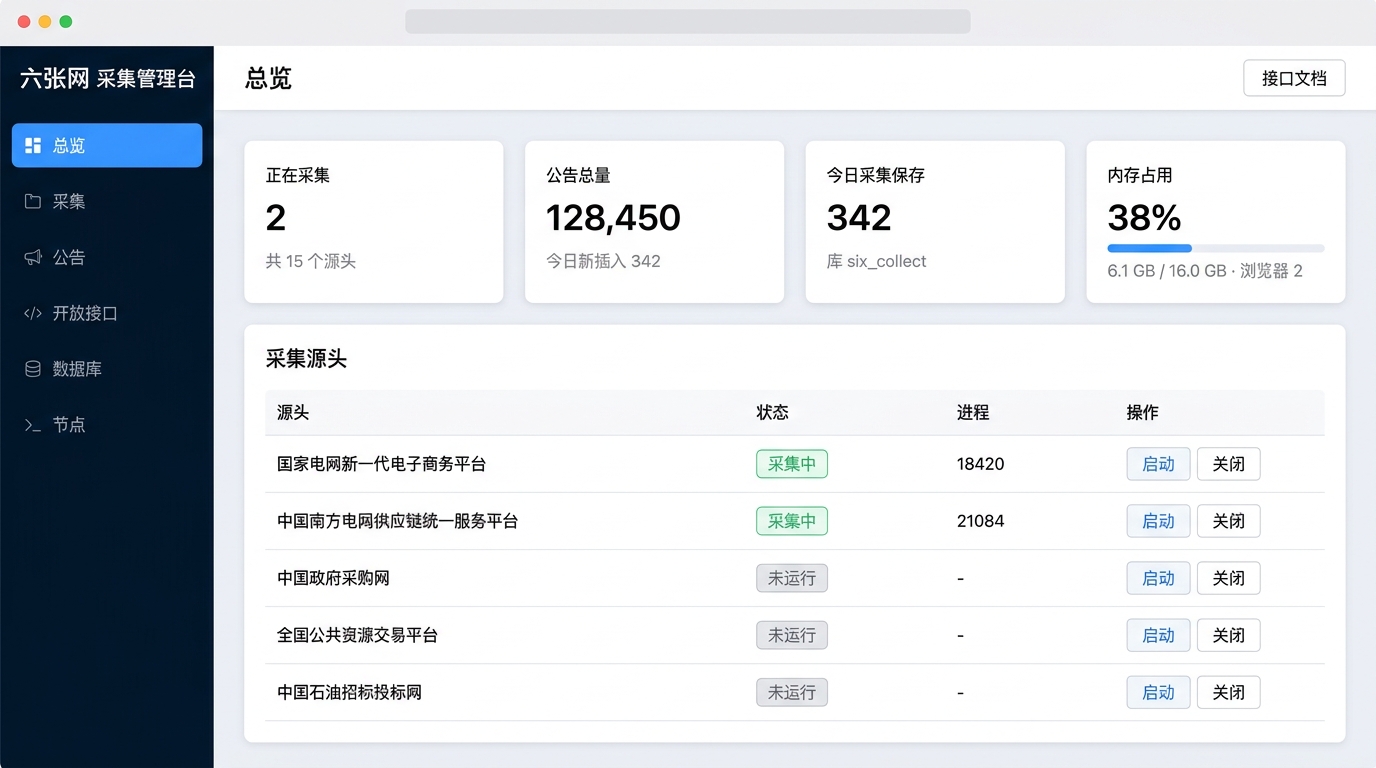 六张网 采集管理台
总览
采集
公告
开放接口
数据库
节点
总览
接口文档
正在采集
2
共 15 个源头
公告总量
128,450
今日新插入 342
今日采集保存
342
库 six_collect
内存占用
38%
6.1 GB / 16.0 GB · 浏览器 2
采集源头
源头 状态 进程 操作
国家电网新一代电子商务平台 采集中 18420 启动 关闭
中国南方电网供应链统一服务平台 采集中 21084 启动 关闭
中国政府采购网 未运行 - 启动 关闭
全国公共资源交易平台 未运行 - 启动 关闭
中国石油招标投标网 未运行 - 启动 关闭